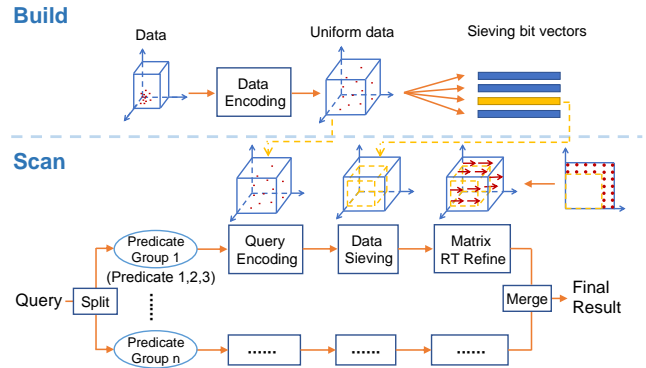 Build
Data
Uniform data
Sieving bit vectors
Data
Encoding
Scan
Query
Encoding
Data
Sieving
Matrix
RT Refine
Predicate
Group 1
(Predicate 1,2,3)
Query
Split
Merge
Final
Result
Predicate
Group n
......
......
......